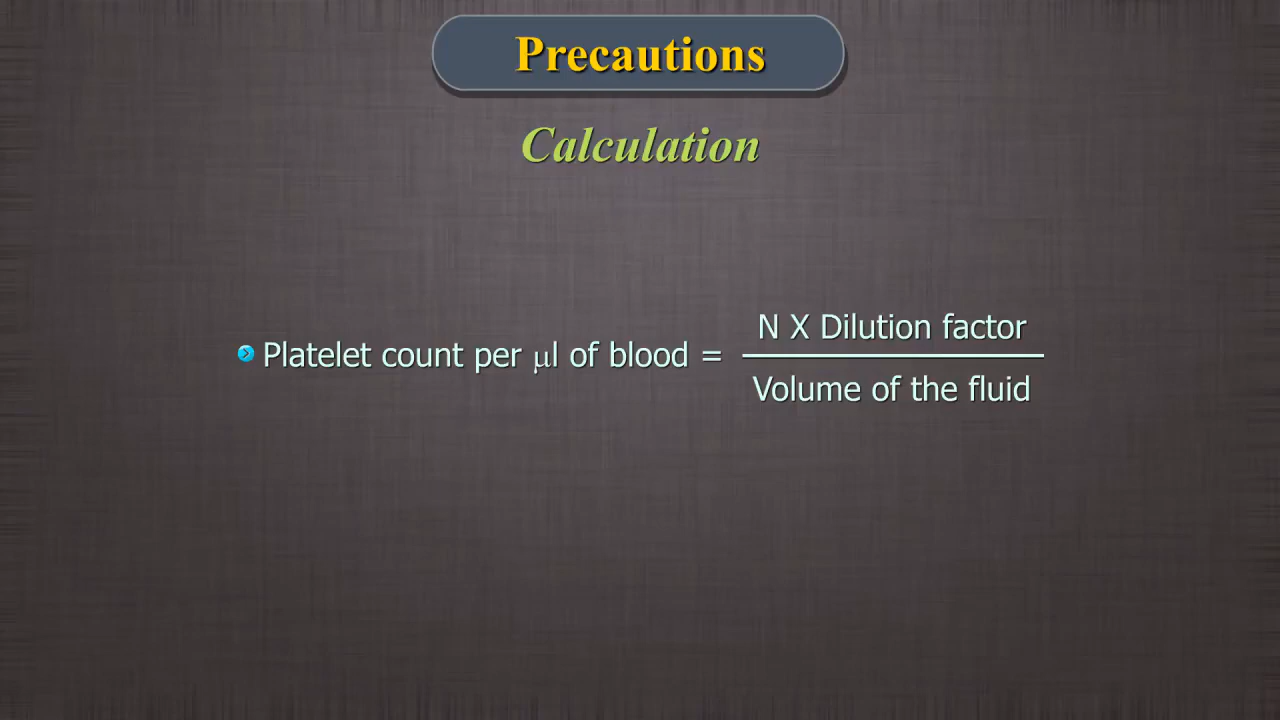 Precautions
Calculation
Platelet count per μl of blood = N X Dilution factor
Volume of the fluid